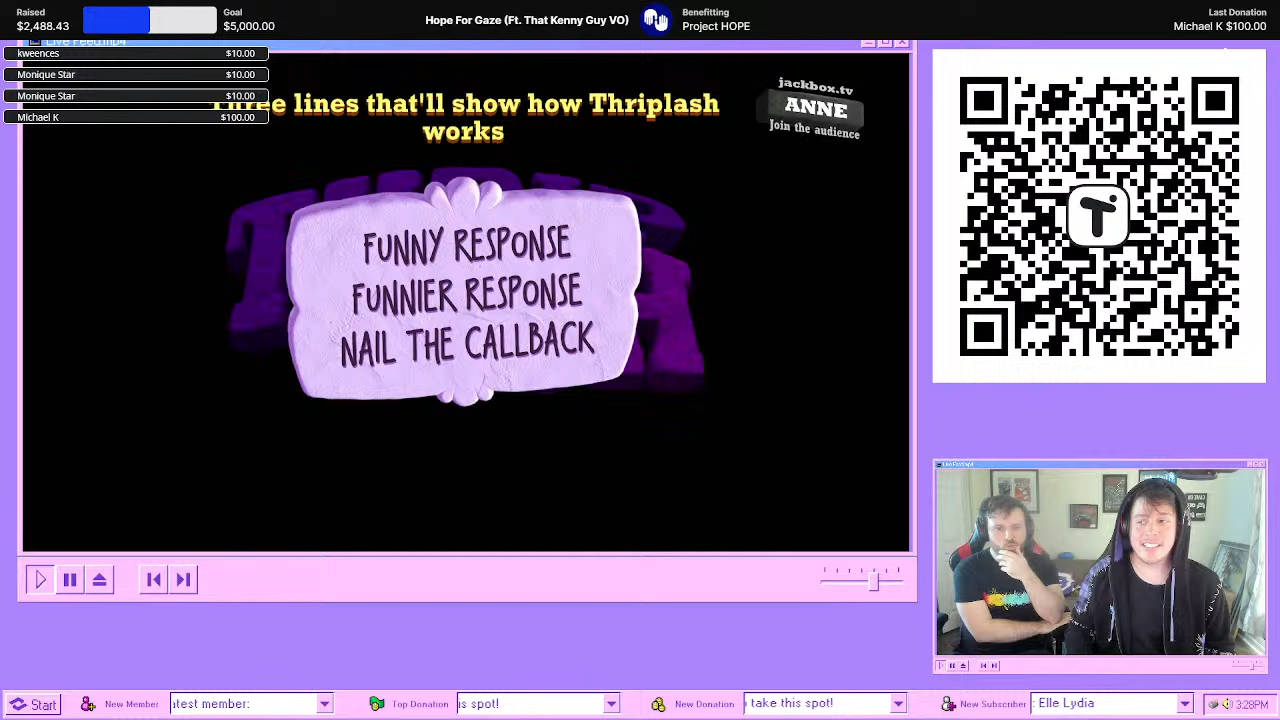 Raised
$2,488.43
Goal
$5,000.00
Hope For Gaze (Ft. That Kenny Guy VO)
Benefitting
Project HOPE
Last Donation
Michael K $100.00
Live Feed.mp4
kweences $10.00
Monique Star $10.00
Monique Star $10.00
Michael K $100.00
Three lines that'll show how Thriplash
works
jackbox.tv
ANNE
Join the audience
FUNNY RESPONSE
FUNNIER RESPONSE
NAIL THE CALLBACK
T
Start
New Member
test member:
Top Donation
is spot!
New Donation
take this spot!
New Subscriber
: Elle Lydia
3:28PM